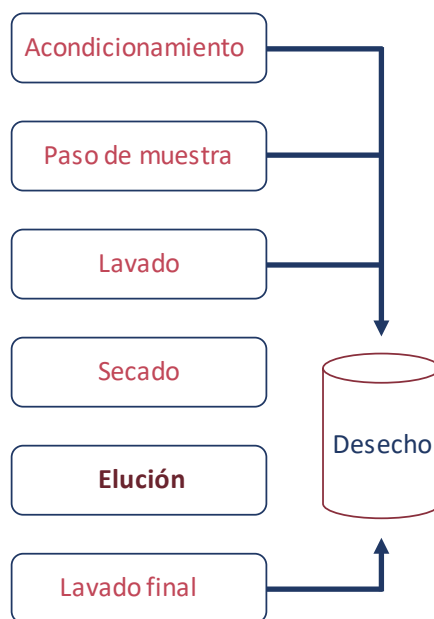 Acondicionamiento
Paso de muestra
Lavado
Secado
Desecho
Elución
Lavado final